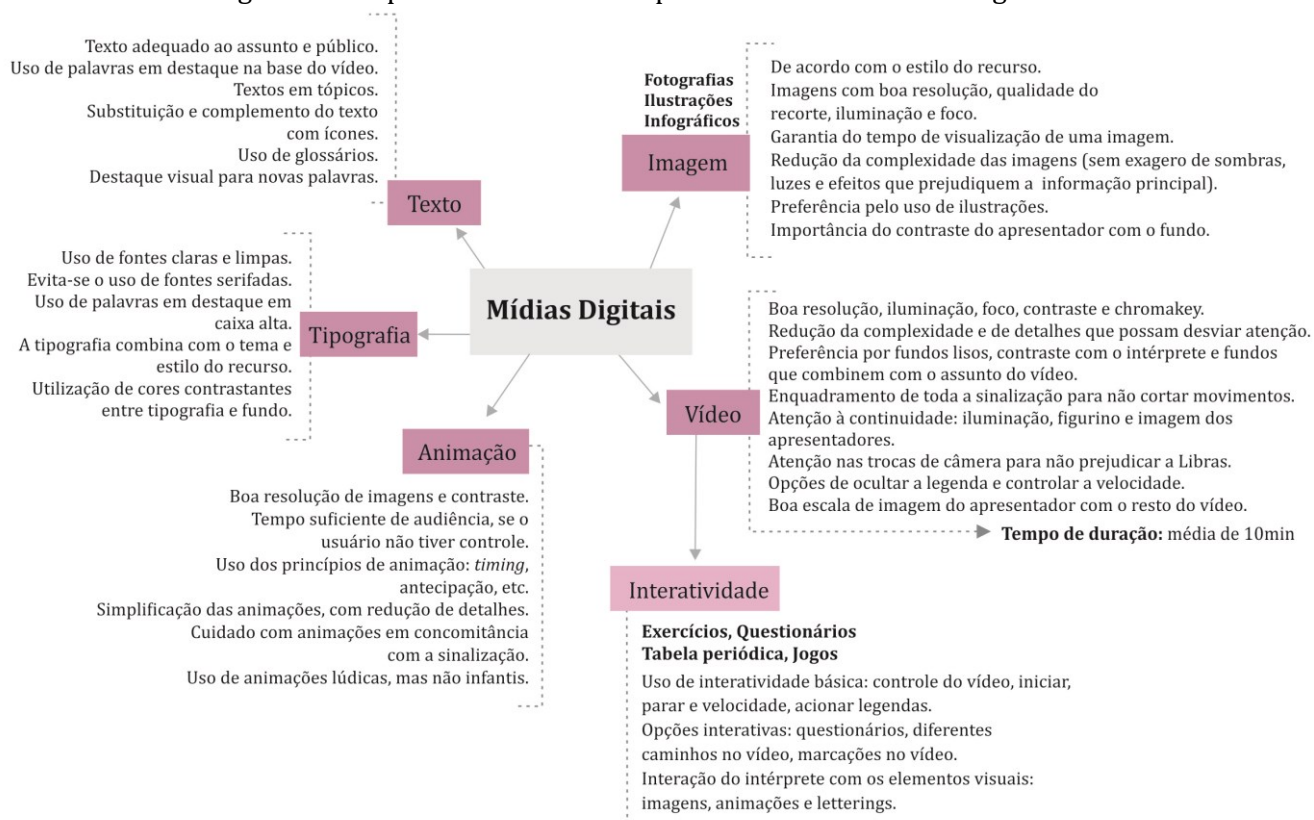 Texto adequado ao assunto e público.
Uso de palavras em destaque na base do vídeo.
Textos em tópicos.
Substituição e complemento do texto
com ícones.
Uso de glossários.
Destaque visual para novas palavras.
Texto
Fotografias
Ilustrações
Infográficos
Imagem
De acordo com o estilo do recurso.
Imagens com boa resolução, qualidade do
recorte, iluminação e foco.
Garantia do tempo de visualização de uma imagem.
Redução da complexidade das imagens (sem exagero de sombras,
luzes e efeitos que prejudiquem a informação principal).
Preferência pelo uso de ilustrações.
Importância do contraste do apresentador com o fundo.
Mídias Digitais
Uso de fontes claras e limpas.
Evita-se o uso de fontes serifadas.
Uso de palavras em destaque em
caixa alta.
A tipografia combina com o tema e
estilo do recurso.
Utilização de cores contrastantes
entre tipografia e fundo.
Tipografia
Vídeo
Boa resolução, iluminação, foco, contraste e chromakey.
Redução da complexidade e de detalhes que possam desviar atenção.
Preferência por fundos lisos, contraste com o intérprete e fundos
que combinem com o assunto do vídeo.
Enquadramento de toda a sinalização para não cortar movimentos.
Atenção à continuidade: iluminação, figurino e imagem dos
apresentadores.
Atenção nas trocas de câmera para não prejudicar a Libras.
Opções de ocultar a legenda e controlar a velocidade.
Boa escala de imagem do apresentador com o resto do vídeo.
Tempo de duração: média de 10min
Animação
Boa resolução de imagens e contraste.
Tempo suficiente de audiência, se o
usuário não tiver controle.
Uso dos princípios de animação: timing,
antecipação, etc.
Simplificação das animações, com redução de detalhes.
Cuidado com animações em concomitância
com a sinalização.
Uso de animações lúdicas, mas não infantis.
Interatividade
Exercícios, Questionários
Tabela periódica, Jogos
Uso de interatividade básica: controle do vídeo, iniciar,
parar e velocidade, acionar legendas.
Opções interativas: questionários, diferentes
caminhos no vídeo, marcações no vídeo.
Interação do intérprete com os elementos visuais:
imagens, animações e letterings.